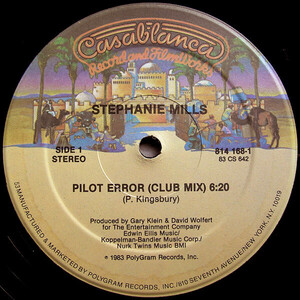 Casablanca
Record and FilmWorks
STEPHANIE MILLS
SIDE 1
STEREO
814 168-1
83 CS 642
PILOT ERROR (CLUB MIX) 6:20
(P. Kingsbury)
Produced by Gary Klein & David Wolfert
for The Entertainment Company
Edwin Ellis Music/
Koppelman-Bandier Music Corp./
Nurk Twins Music BMI
℗ 1983 PolyGram Records, Inc.
MANUFACTURED & MARKETED BY POLYGRAM RECORDS, INC./810 SEVENTH AVENUE/NEW YORK, N.Y. 10019